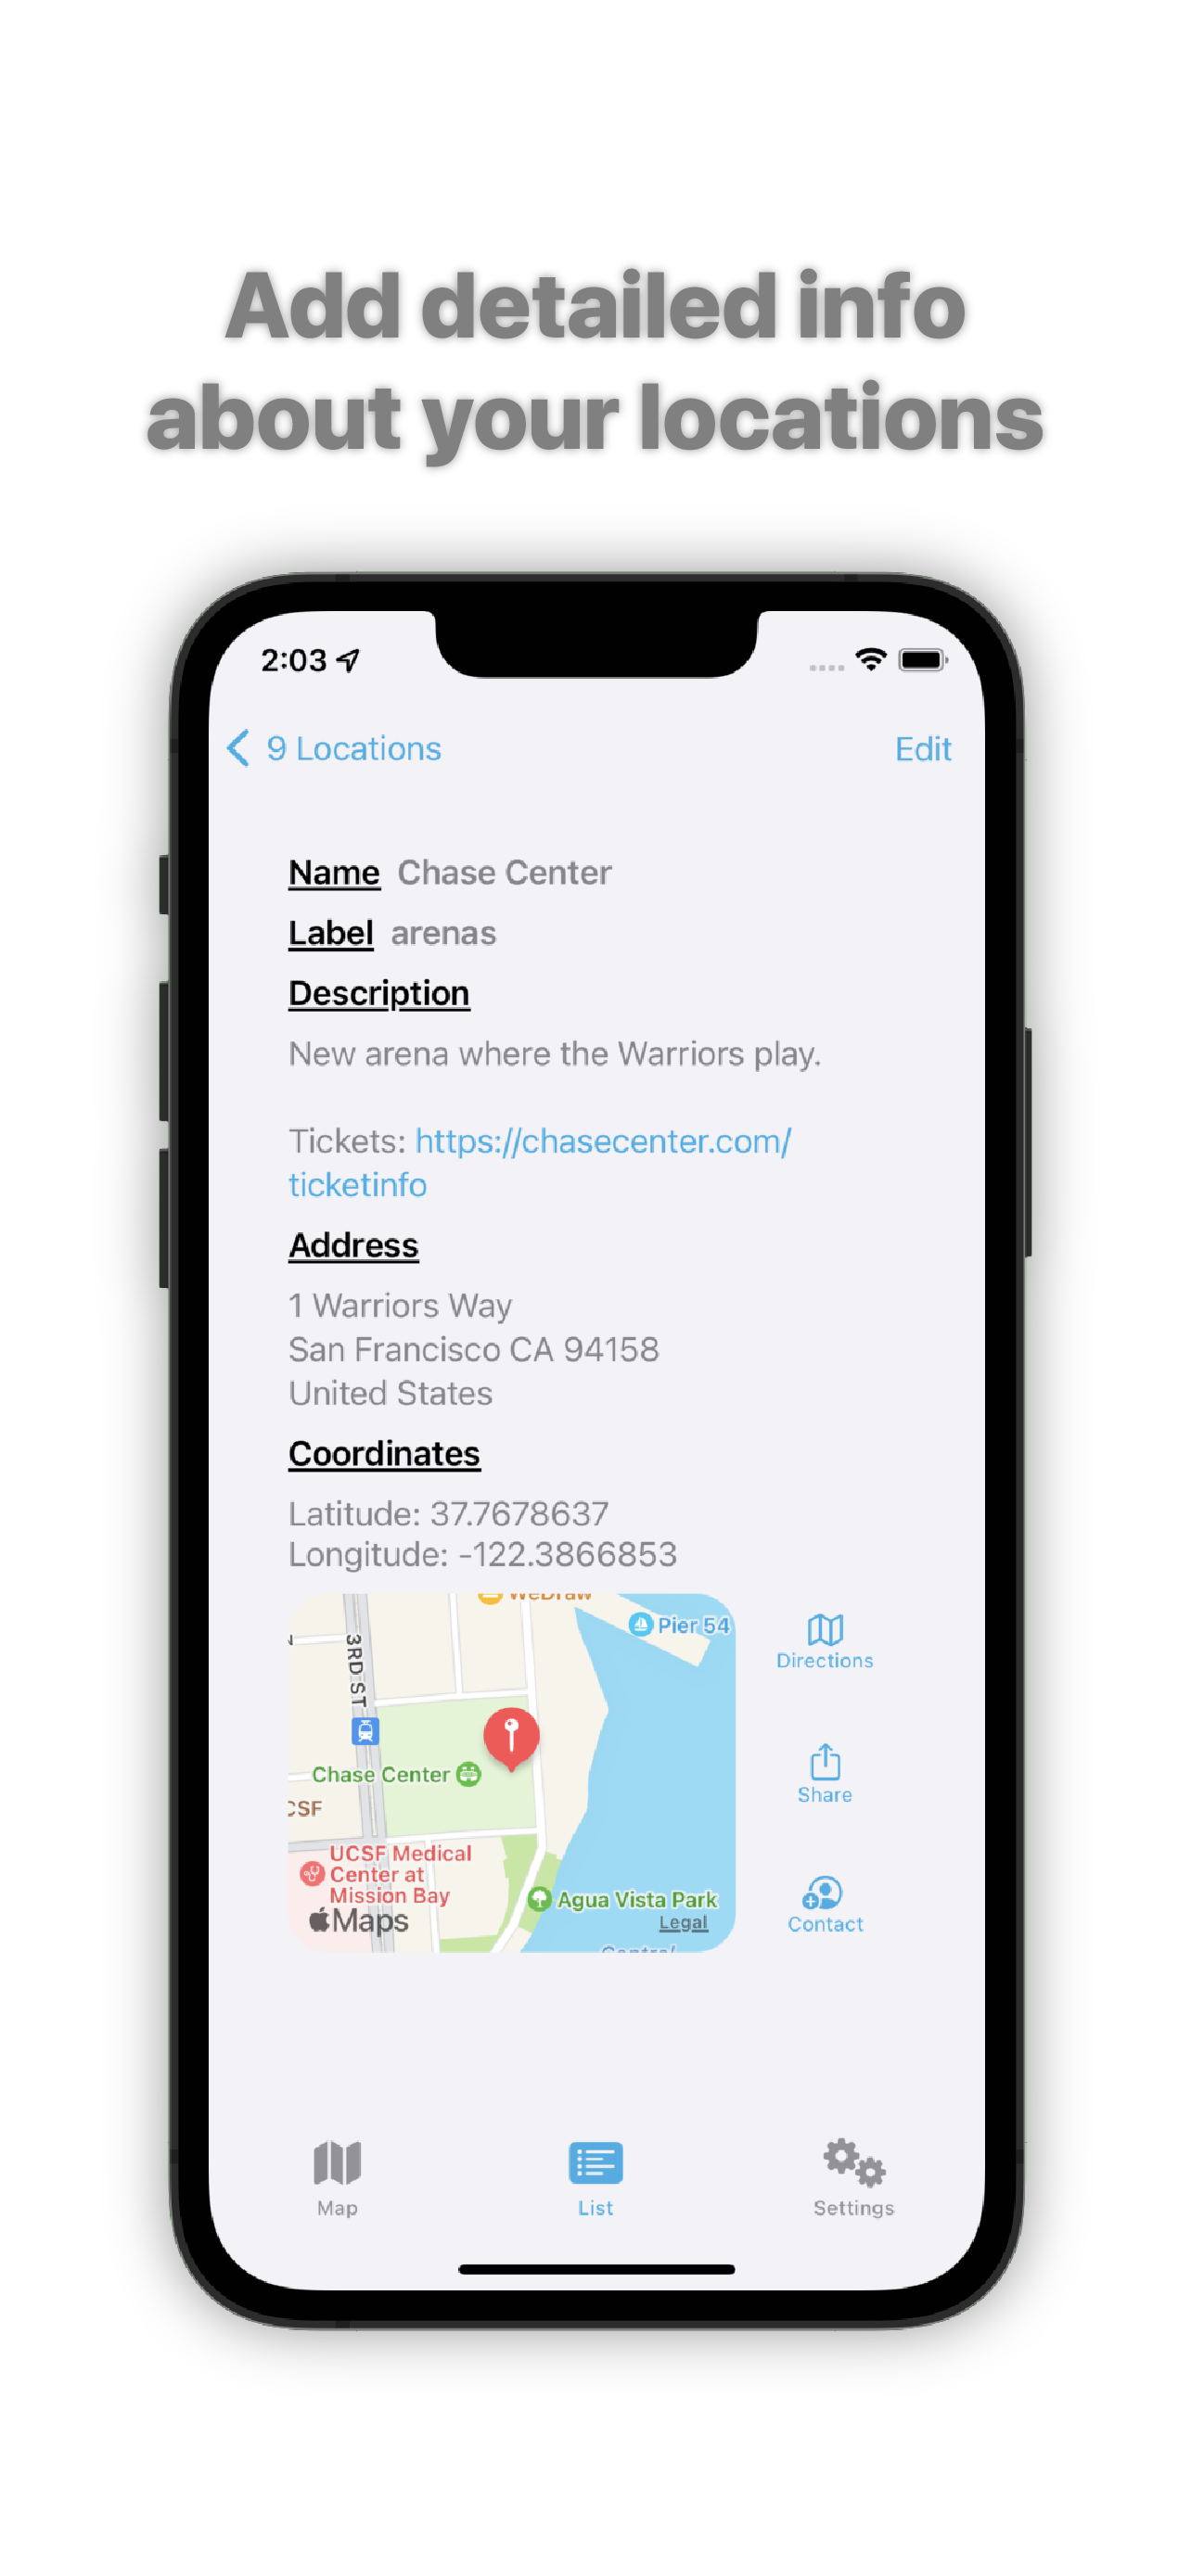 Add detailed info
about your locations
2:03
9 Locations
Edit
Name Chase Center
Label arenas
Description
New arena where the Warriors play.
Tickets: https://chasecenter.com/
ticketinfo
Address
1 Warriors Way
San Francisco CA 94158
United States
Coordinates
Latitude: 37.7678637
Longitude: -122.3866853
WeDraw
Pier 54
3RD ST
Chase Center
CSF
UCSF Medical
Center at
Mission Bay
Agua Vista Park
Maps
Legal
Directions
Share
Contact
Map
List
Settings